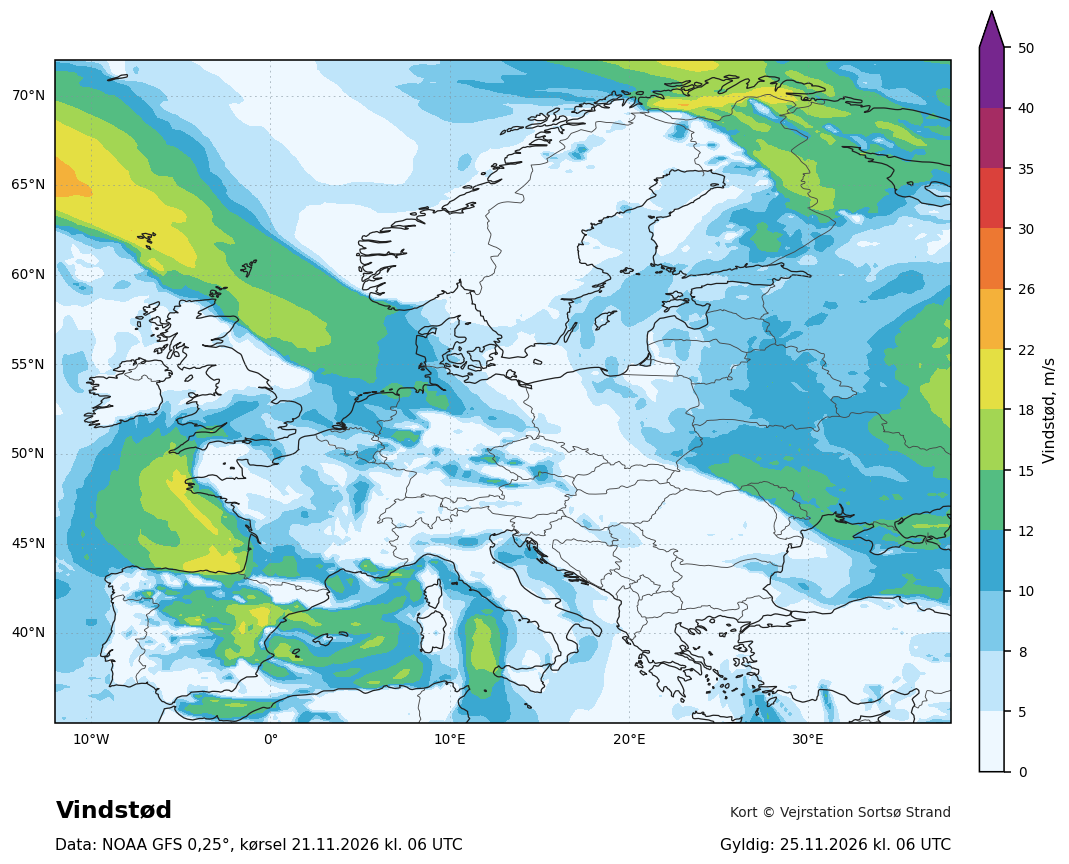 50
40
35
30
26
22
18
15
12
10
8
5
0
Vindstød, m/s
70°N
65°N
60°N
55°N
50°N
45°N
40°N
10°W
0°
10°E
20°E
30°E
Vindstød
Kort © Vejrstation Sortsø Strand
Data: NOAA GFS 0,25°, kørsel 21.11.2026 kl. 06 UTC
Gyldig: 25.11.2026 kl. 06 UTC